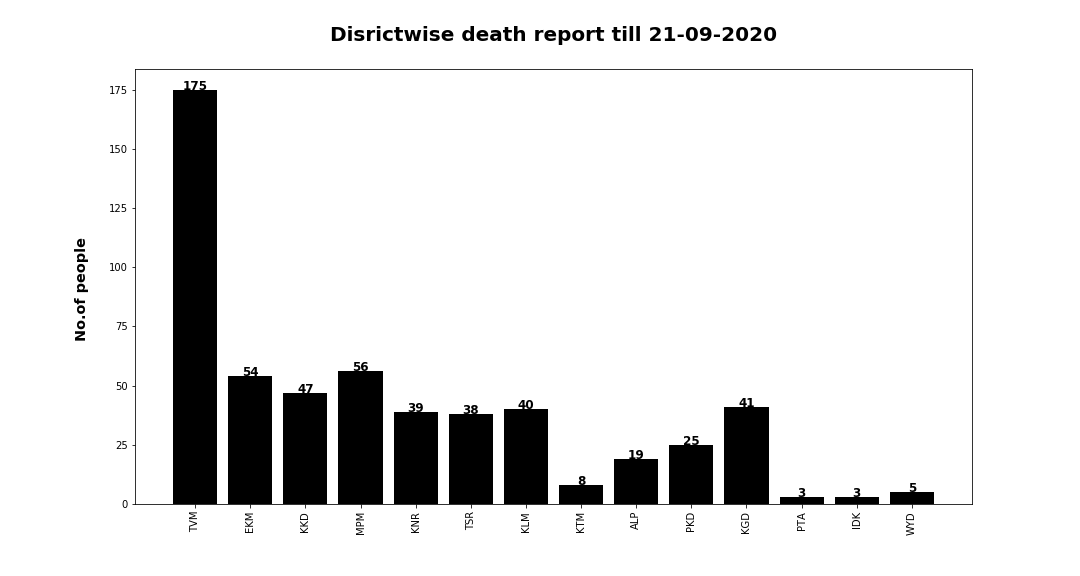 Disrictwise death report till 21-09-2020
No.of people
175
150
125
100
75
50
25
0
175
54
47
56
39
38
40
8
19
25
41
3
3
5
TVM
EKM
KKD
MPM
KNR
TSR
KLM
KTM
ALP
PKD
KGD
PTA
IDK
WYD